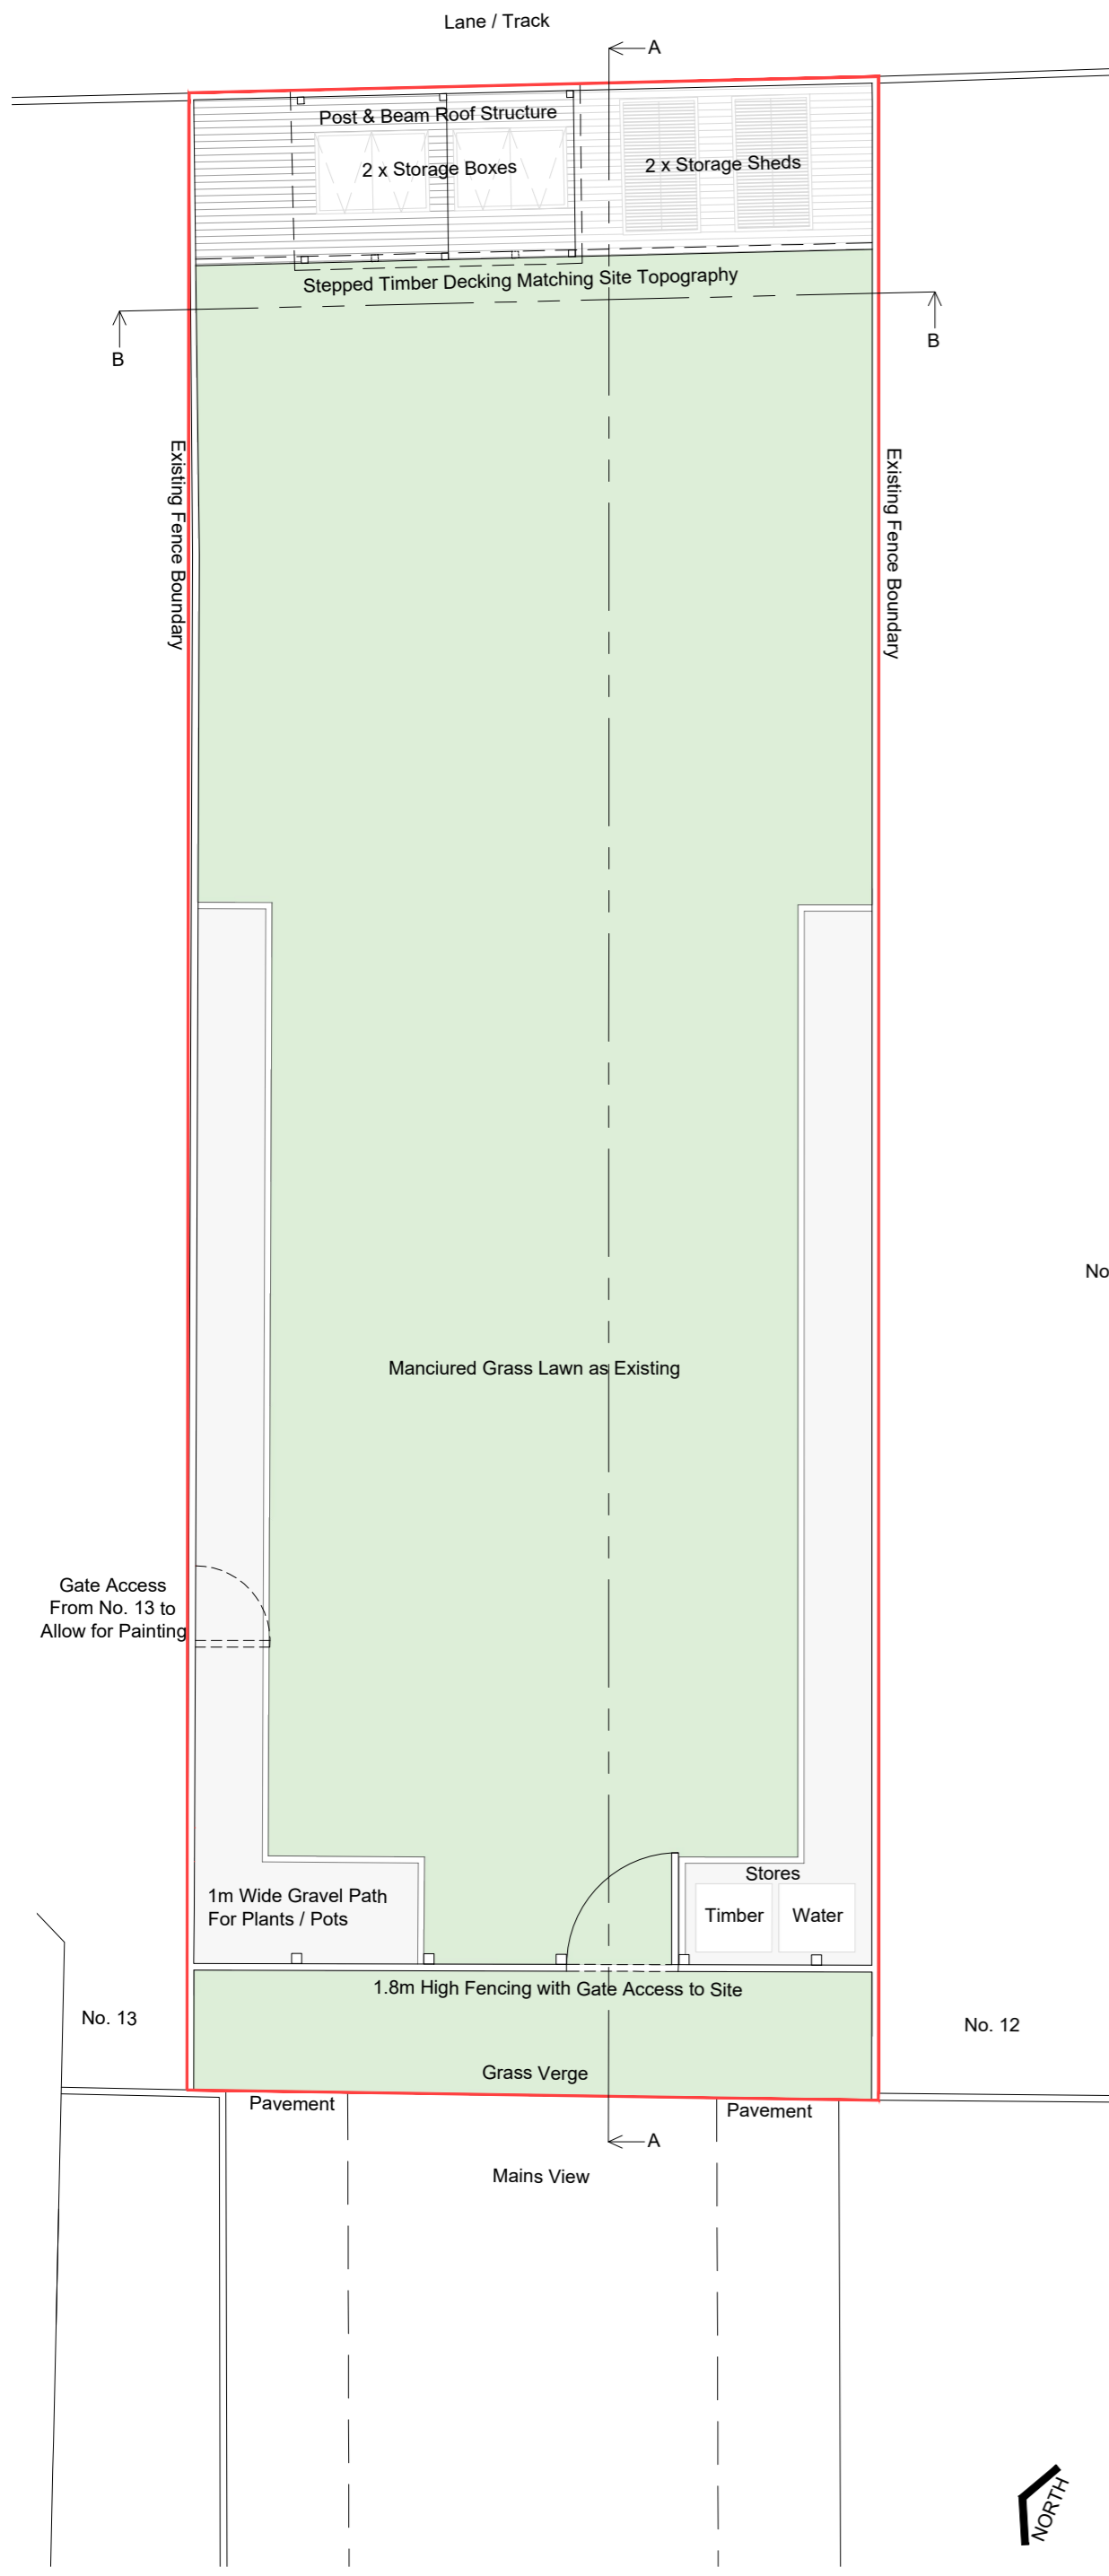 Lane / Track
A
Post & Beam Roof Structure
2 x Storage Boxes
2 x Storage Sheds
Stepped Timber Decking Matching Site Topography
B
B
Existing Fence Boundary
Existing Fence Boundary
No
Manciured Grass Lawn as Existing
Gate Access
From No. 13 to
Allow for Painting
Stores
1m Wide Gravel Path
For Plants / Pots
Timber
Water
1.8m High Fencing with Gate Access to Site
No. 13
No. 12
Grass Verge
Pavement
Pavement
A
Mains View
NORTH